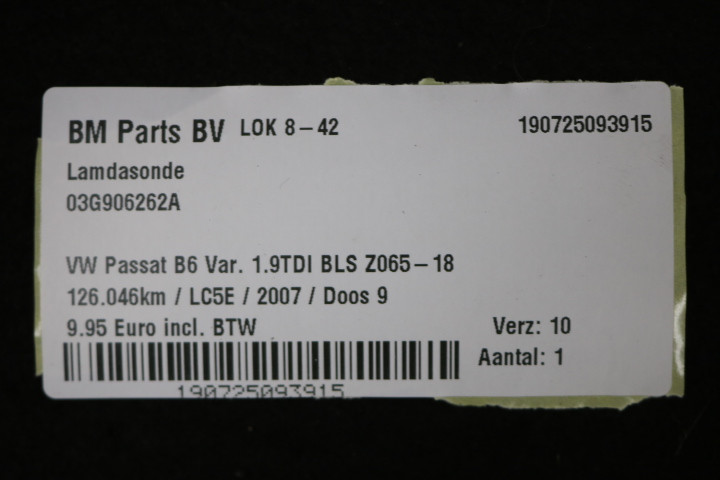 BM Parts BV LOK 8-42 190725093915
Lamdasonde
03G906262A
VW Passat B6 Var. 1.9TDI BLS Z065-18
126.046km / LC5E / 2007 / Doos 9
9.95 Euro incl. BTW Verz: 10
Aantal: 1
190725093915